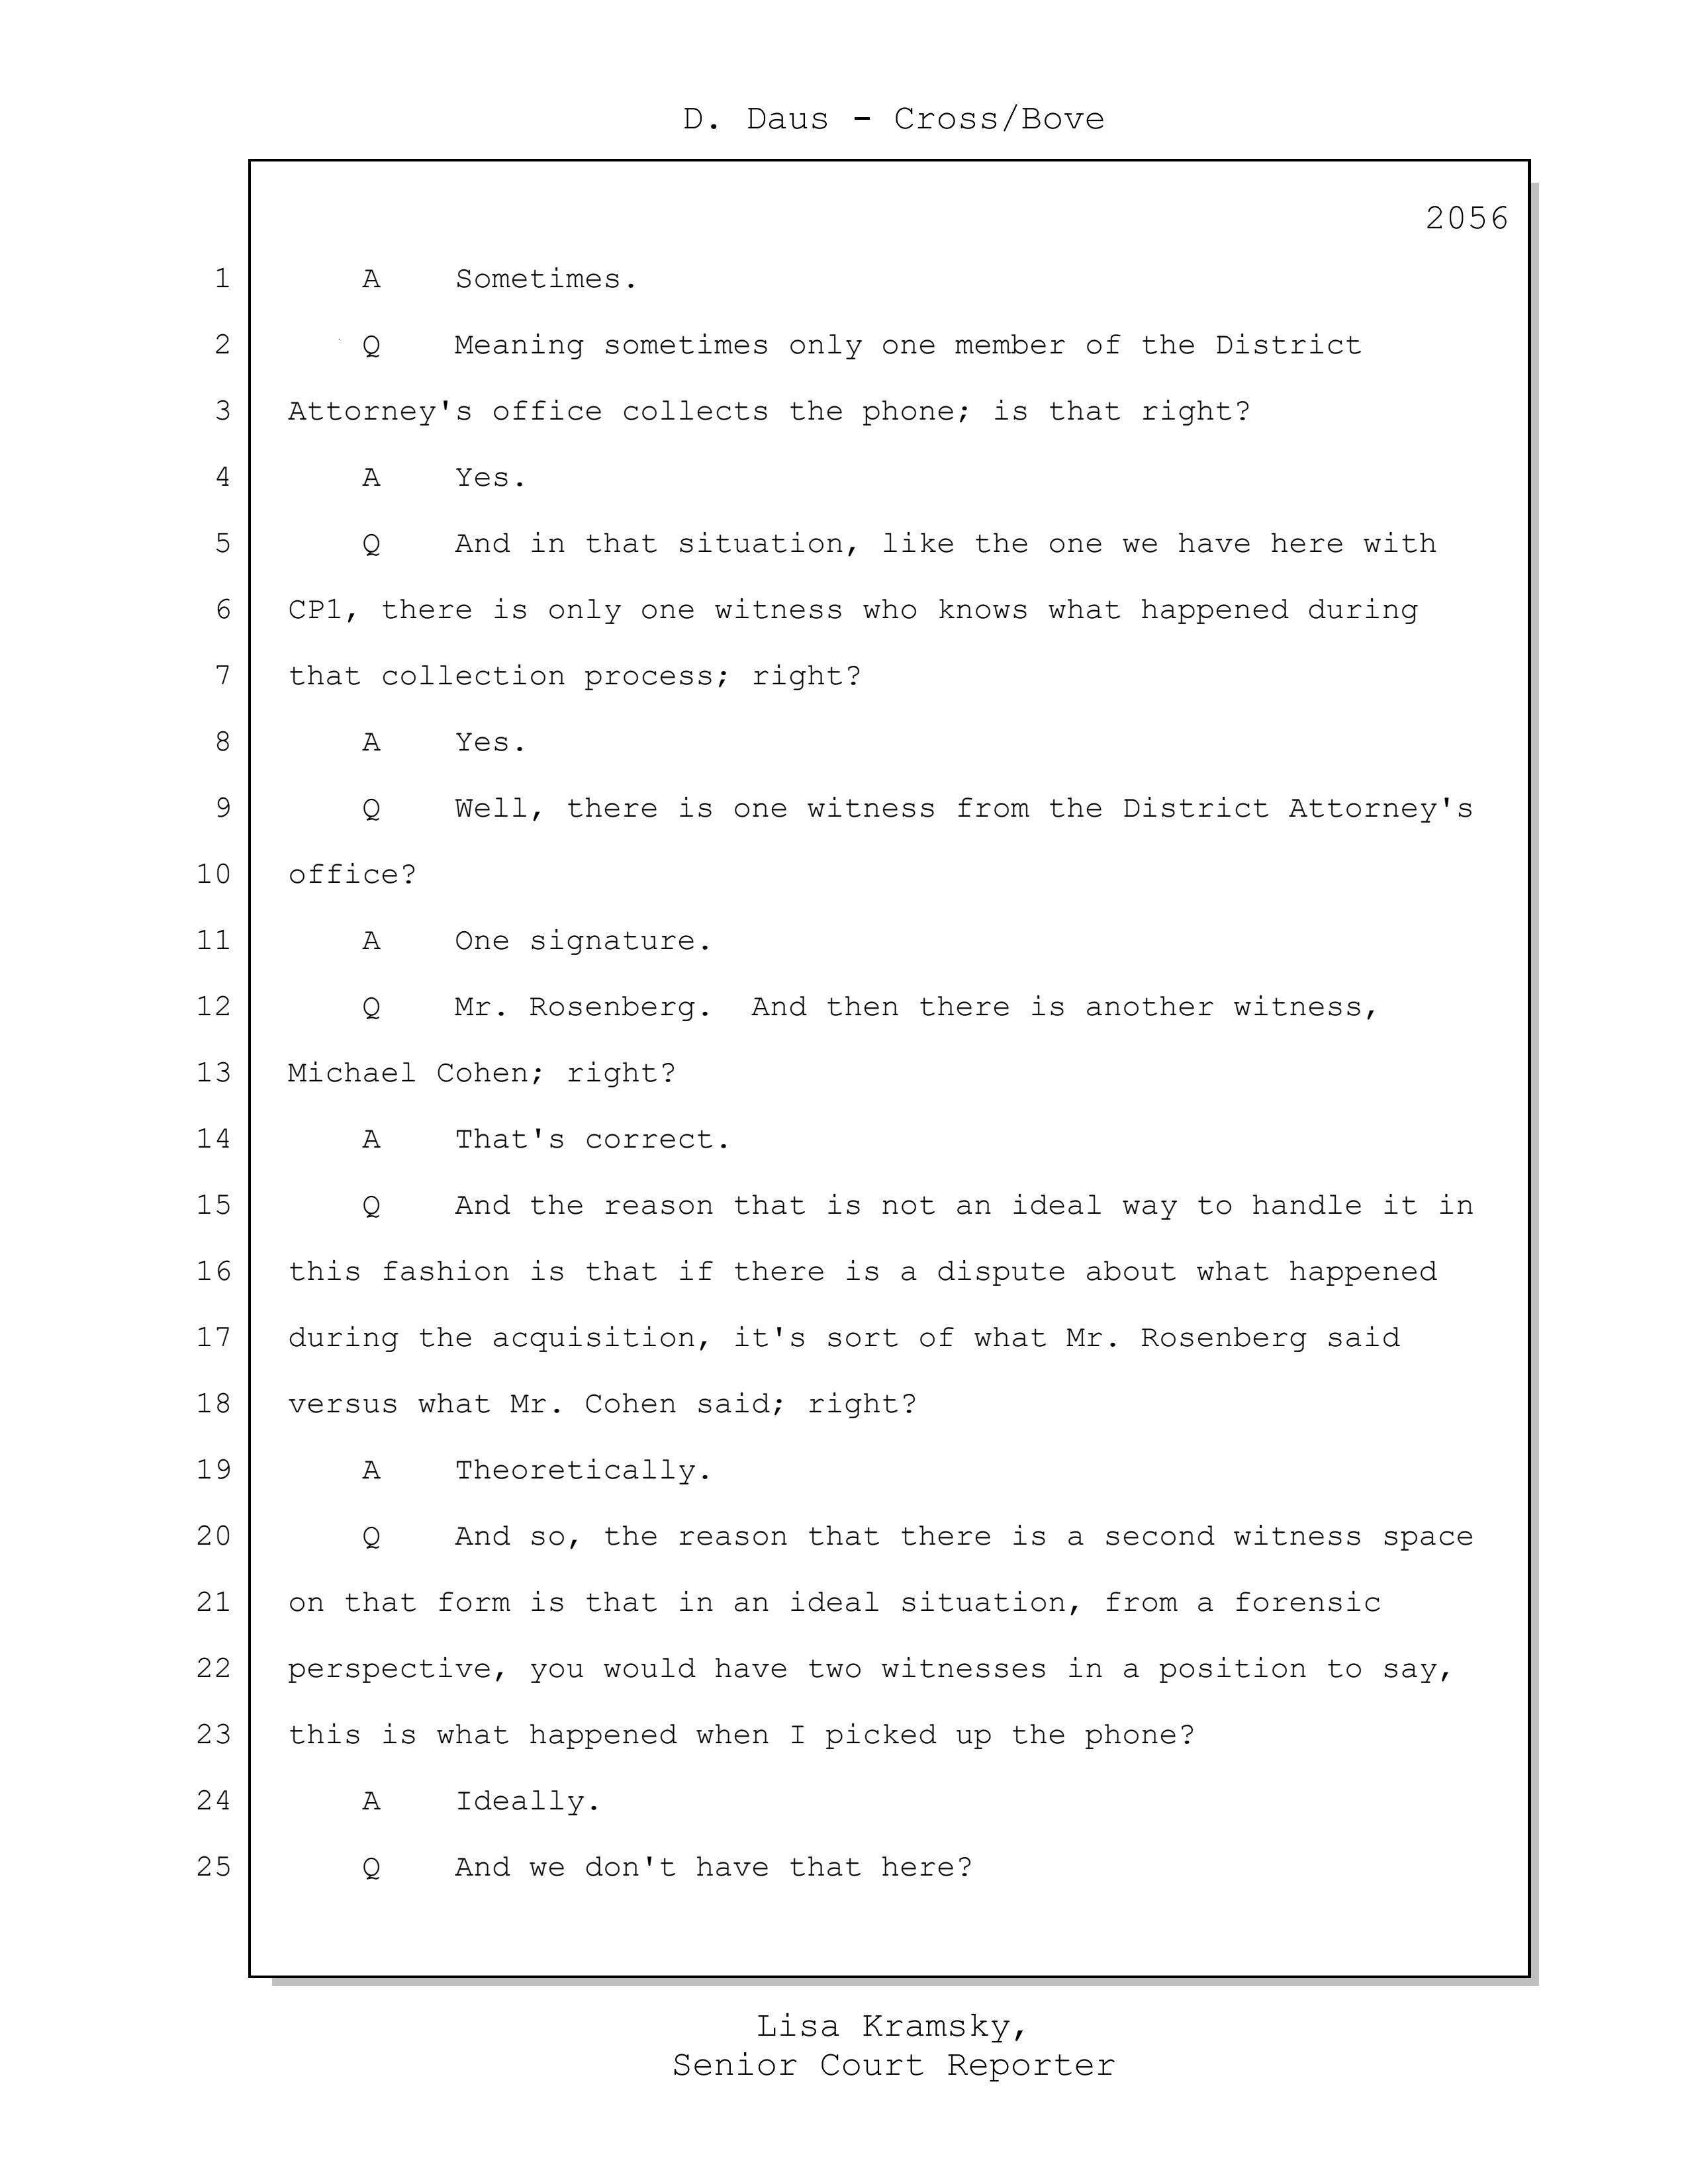 D. Daus - Cross/Bove
2056
1 A Sometimes.
2 Q Meaning sometimes only one member of the District
3 Attorney's office collects the phone; is that right?
4 A Yes.
5 Q And in that situation, like the one we have here with
6 CP1, there is only one witness who knows what happened during
7 that collection process; right?
8 A Yes.
9 Q Well, there is one witness from the District Attorney's
10 office?
11 A One signature.
12 Q Mr. Rosenberg. And then there is another witness,
13 Michael Cohen; right?
14 A That's correct.
15 Q And the reason that is not an ideal way to handle it in
16 this fashion is that if there is a dispute about what happened
17 during the acquisition, it's sort of what Mr. Rosenberg said
18 versus what Mr. Cohen said; right?
19 A Theoretically.
20 Q And so, the reason that there is a second witness space
21 on that form is that in an ideal situation, from a forensic
22 perspective, you would have two witnesses in a position to say,
23 this is what happened when I picked up the phone?
24 A Ideally.
25 Q And we don't have that here?
Lisa Kramsky,
Senior Court Reporter